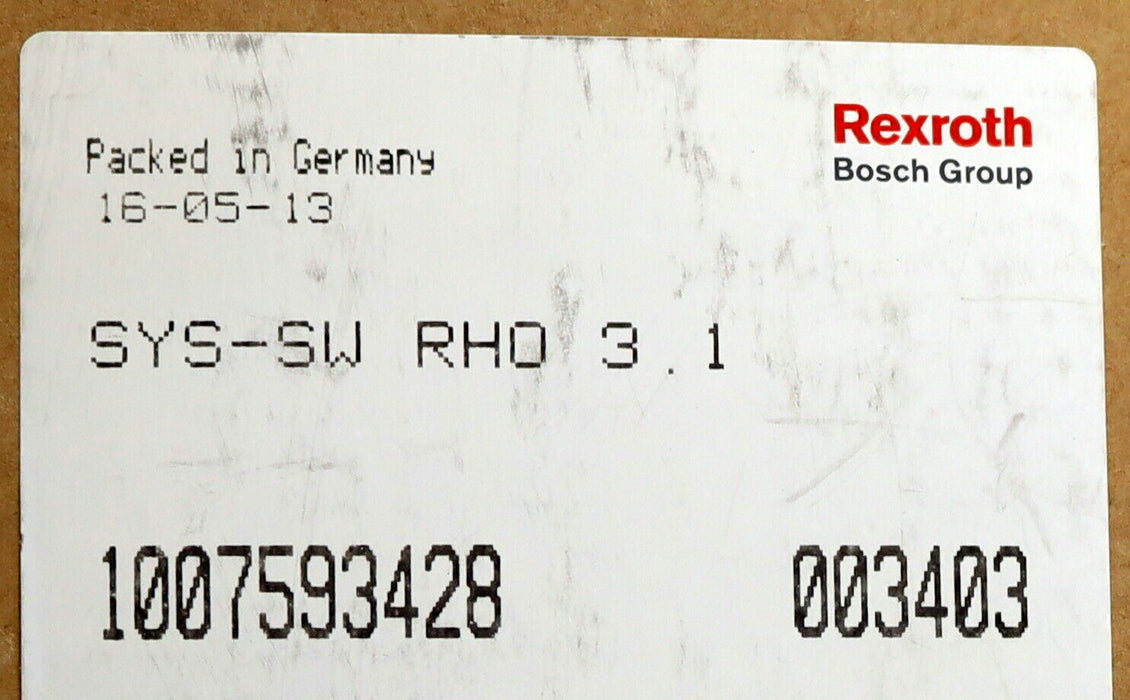 Rexroth
Bosch Group
Packed in Germany
16-05-13
SYS-SW RHO 3.1
1007593428 003403